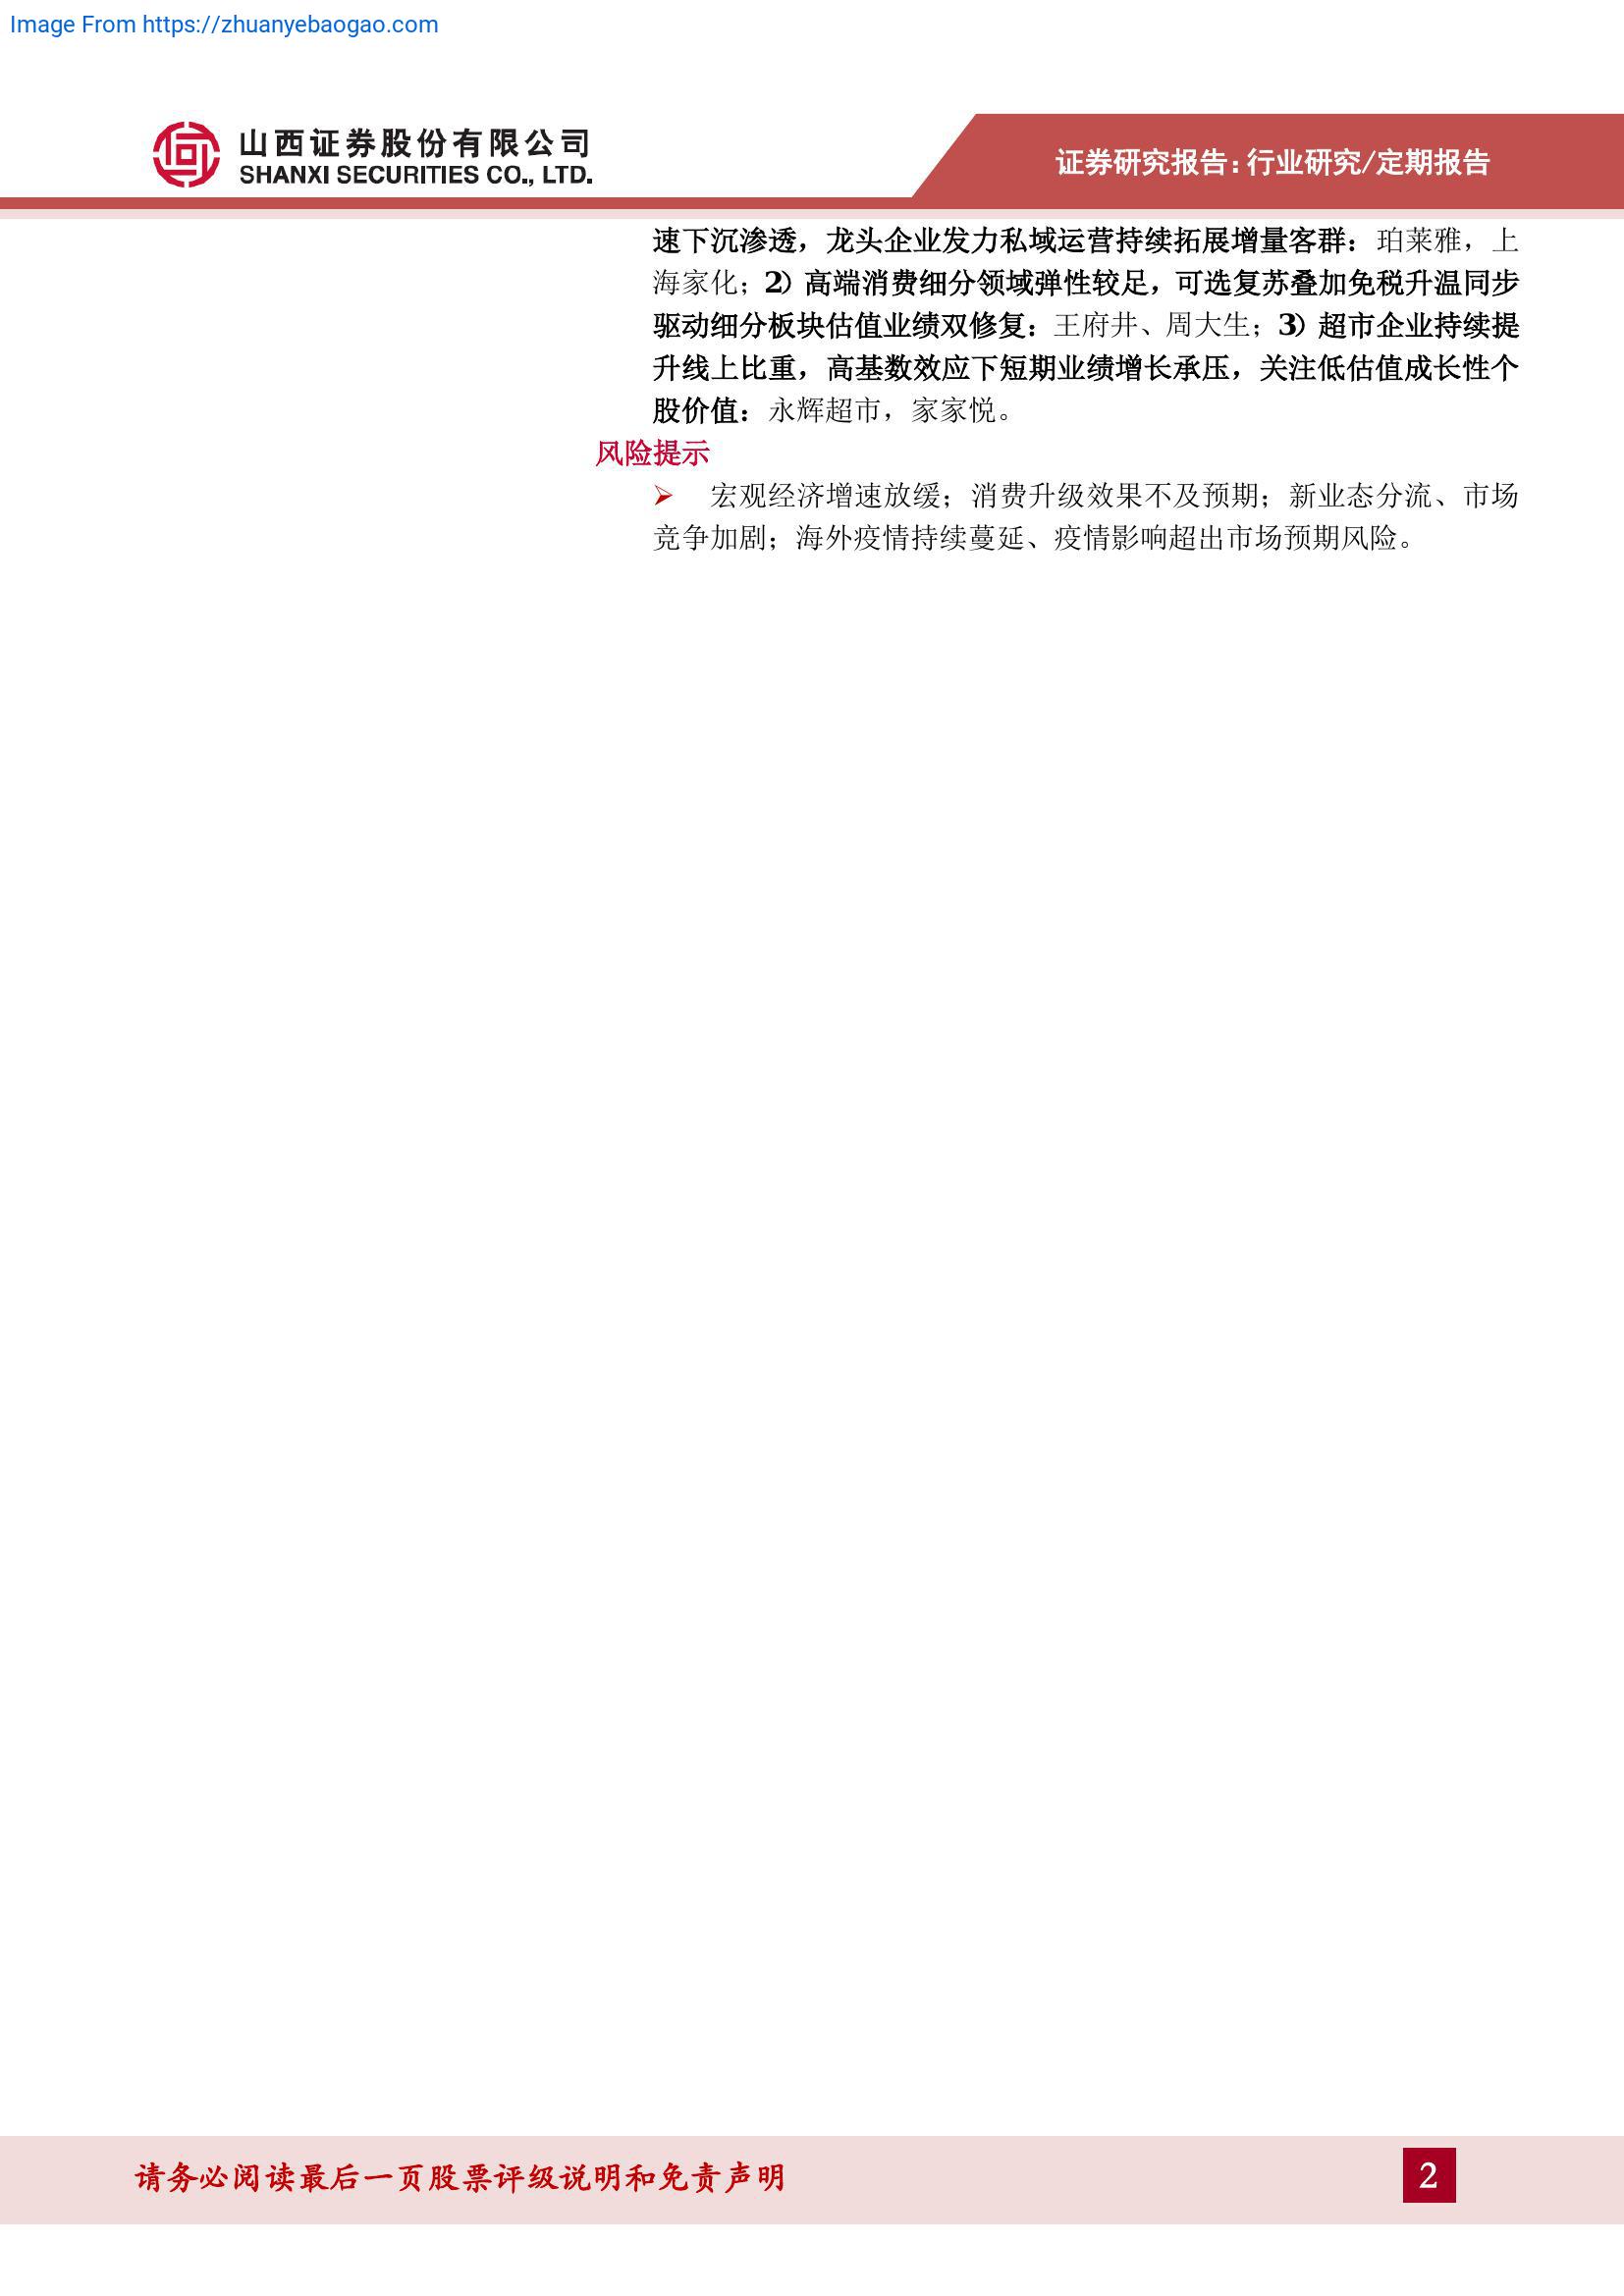 Image From https://zhuanyebaogao.com
山西证券股份有限公司
SHANXI SECURITIES CO., LTD.
证券研究报告:行业研究/定期报告
速下沉渗透，龙头企业发力私域运营持续拓展增量客群：珀莱雅，上
海家化；2）高端消费细分领域弹性较足，可选复苏叠加免税升温同步
驱动细分板块估值业绩双修复：王府井、周大生；3）超市企业持续提
升线上比重，高基数效应下短期业绩增长承压，关注低估值成长性个
股价值：永辉超市，家家悦。
风险提示
➢ 宏观经济增速放缓；消费升级效果不及预期；新业态分流、市场
竞争加剧；海外疫情持续蔓延、疫情影响超出市场预期风险。
请务必阅读最后一页股票评级说明和免责声明
2